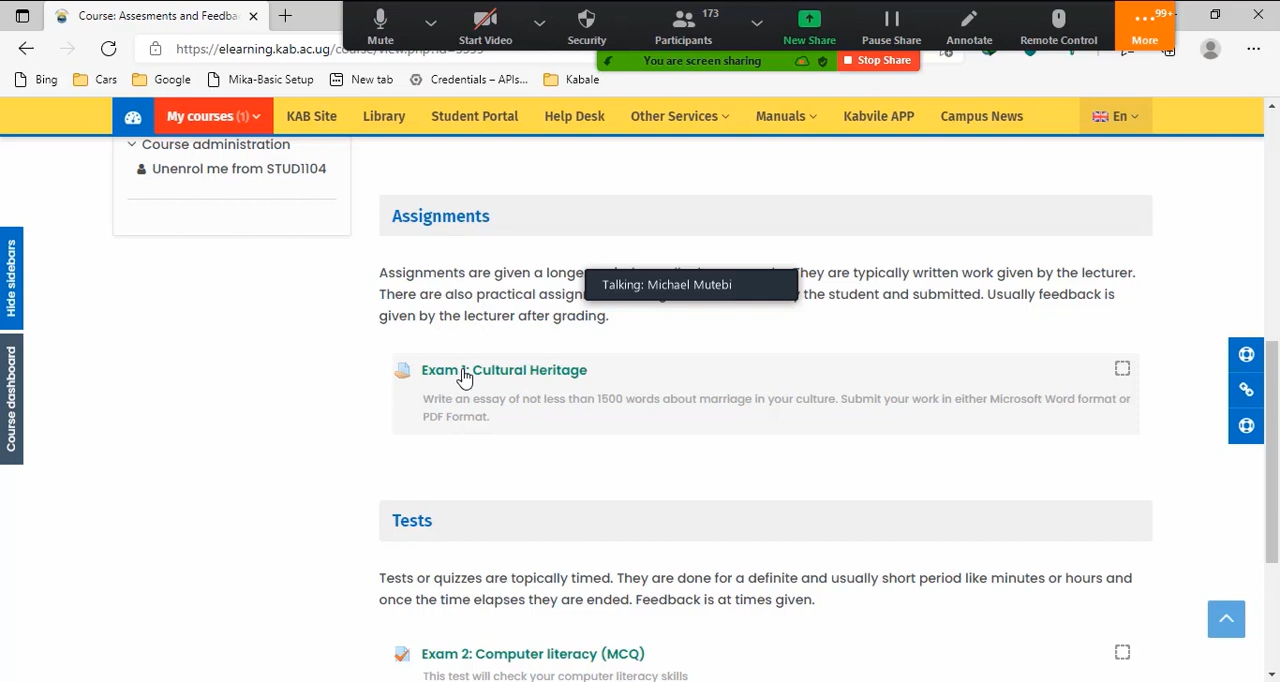 Course: Assesments and Feedba
Mute
Start Video
Security
173
Participants
New Share
Pause Share
Annotate
Remote Control
99+
More
https://elearning.kab.ac.ug/
You are screen sharing
Stop Share
Bing
Cars
Google
Mika-Basic Setup
New tab
Credentials – APIs...
Kabale
My courses (1)
KAB Site
Library
Student Portal
Help Desk
Other Services
Manuals
Kabvile APP
Campus News
En
Course administration
Unenrol me from STUD1104
Hide sidebars
Course dashboard
Assignments
Assignments are given a longe They are typically written work given by the lecturer.
Talking: Michael Mutebi
There are also practical assign the student and submitted. Usually feedback is
given by the lecturer after grading.
Exam 1: Cultural Heritage
Write an essay of not less than 1500 words about marriage in your culture. Submit your work in either Microsoft Word format or
PDF Format.
Tests
Tests or quizzes are topically timed. They are done for a definite and usually short period like minutes or hours and
once the time elapses they are ended. Feedback is at times given.
Exam 2: Computer literacy (MCQ)
This test will check your computer literacy skills